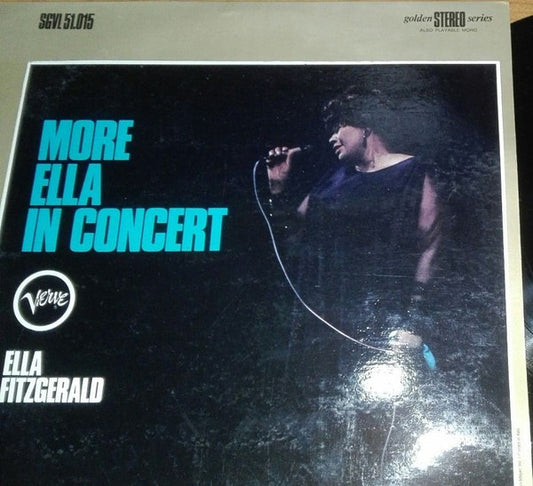 SGVL 51.015
golden STEREO series
ALSO PLAYABLE MONO
MORE
ELLA
IN CONCERT
Verve
ELLA
FITZGERALD